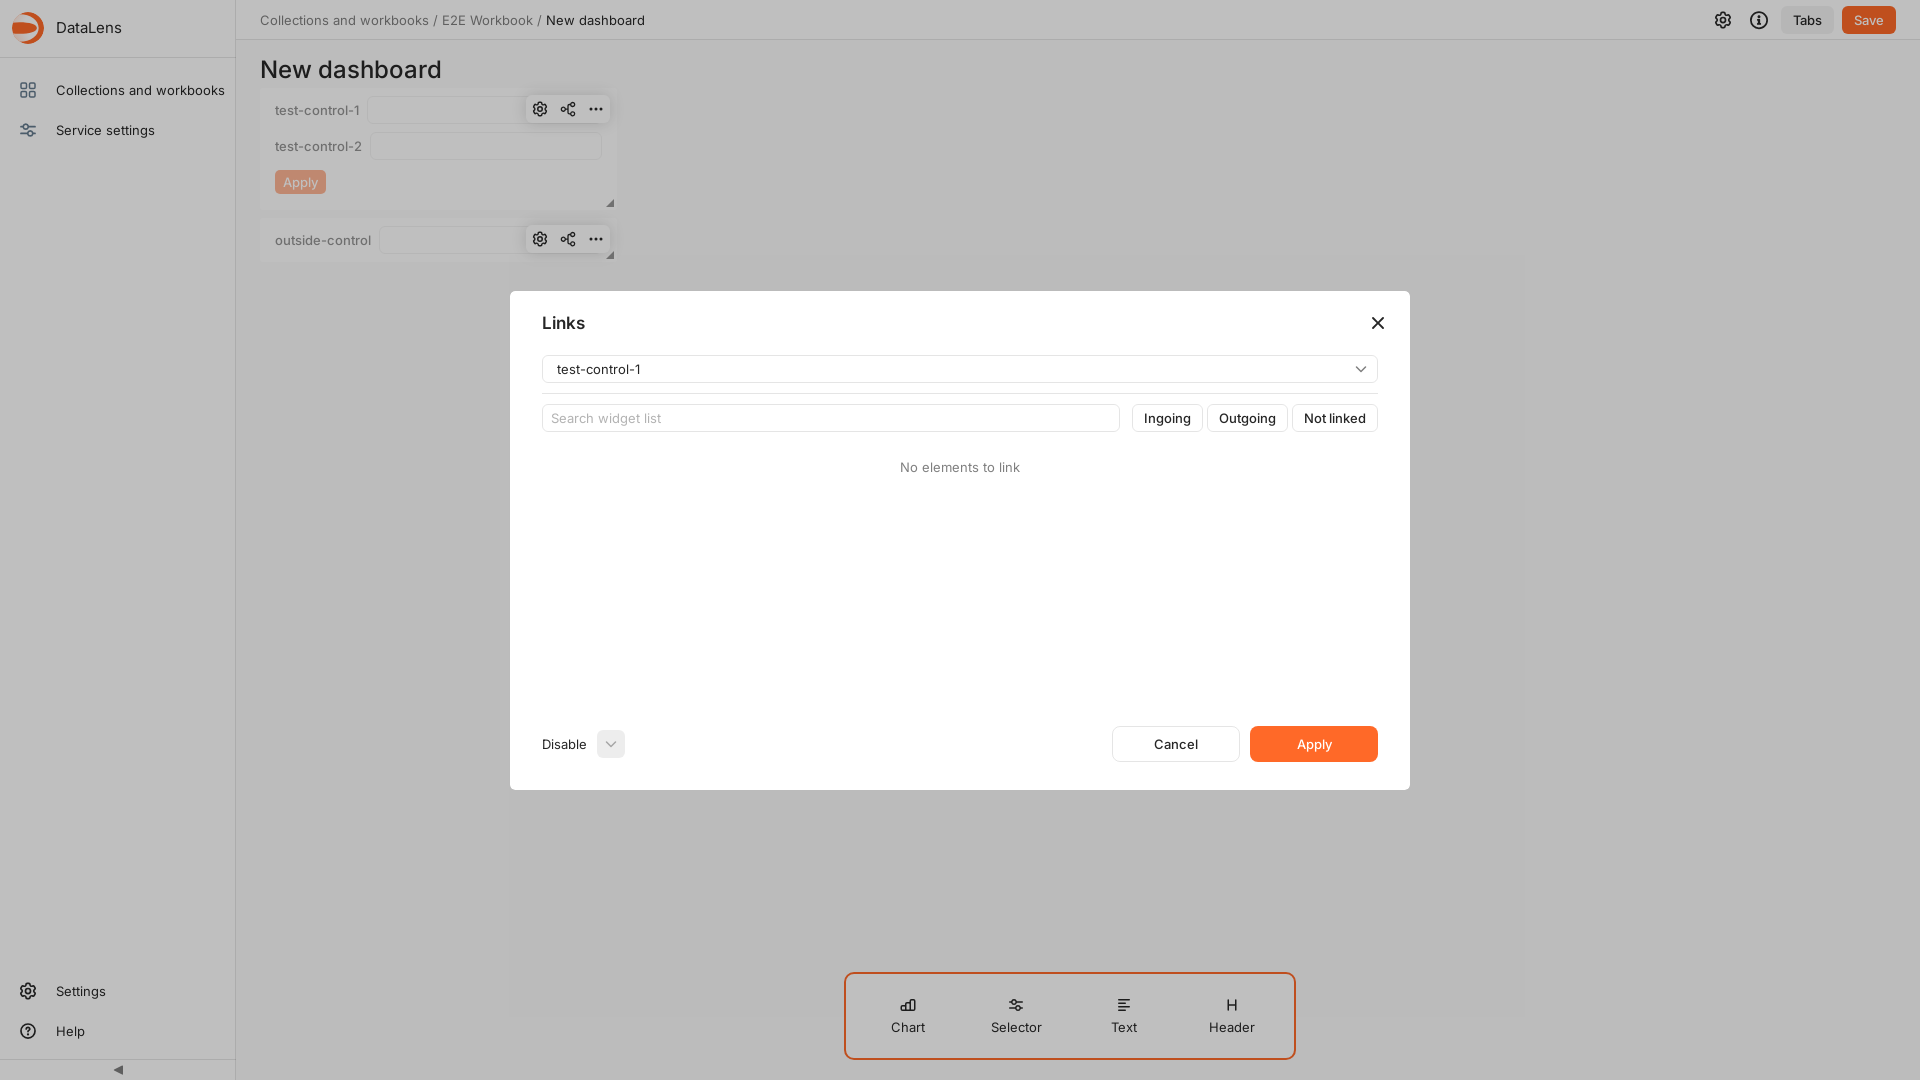 DataLens
Collections and workbooks / E2E Workbook / New dashboard
Tabs
Save
Collections and workbooks
Service settings
New dashboard
test-control-1
test-control-2
Apply
outside-control
Links
test-control-1
Search widget list
Ingoing
Outgoing
Not linked
No elements to link
Disable
Cancel
Apply
Chart
Selector
Text
Header
Settings
Help